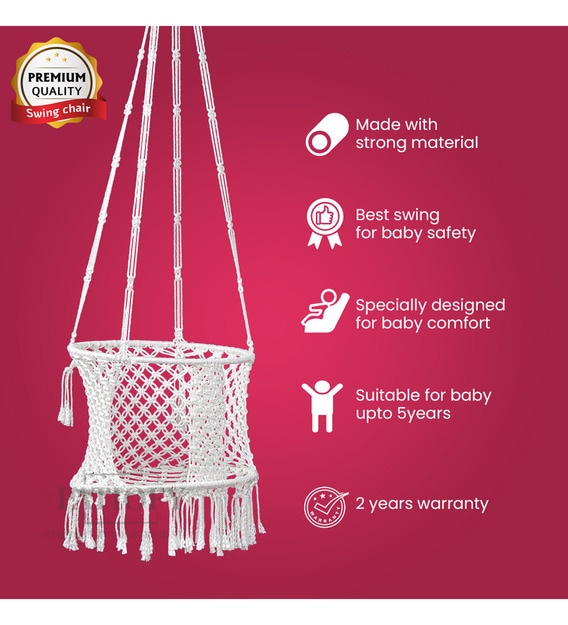 PREMIUM
QUALITY
Swing chair
Made with
strong material
Best swing
for baby safety
Specially designed
for baby comfort
Suitable for baby
upto 5years
WARRANTY
2 years warranty